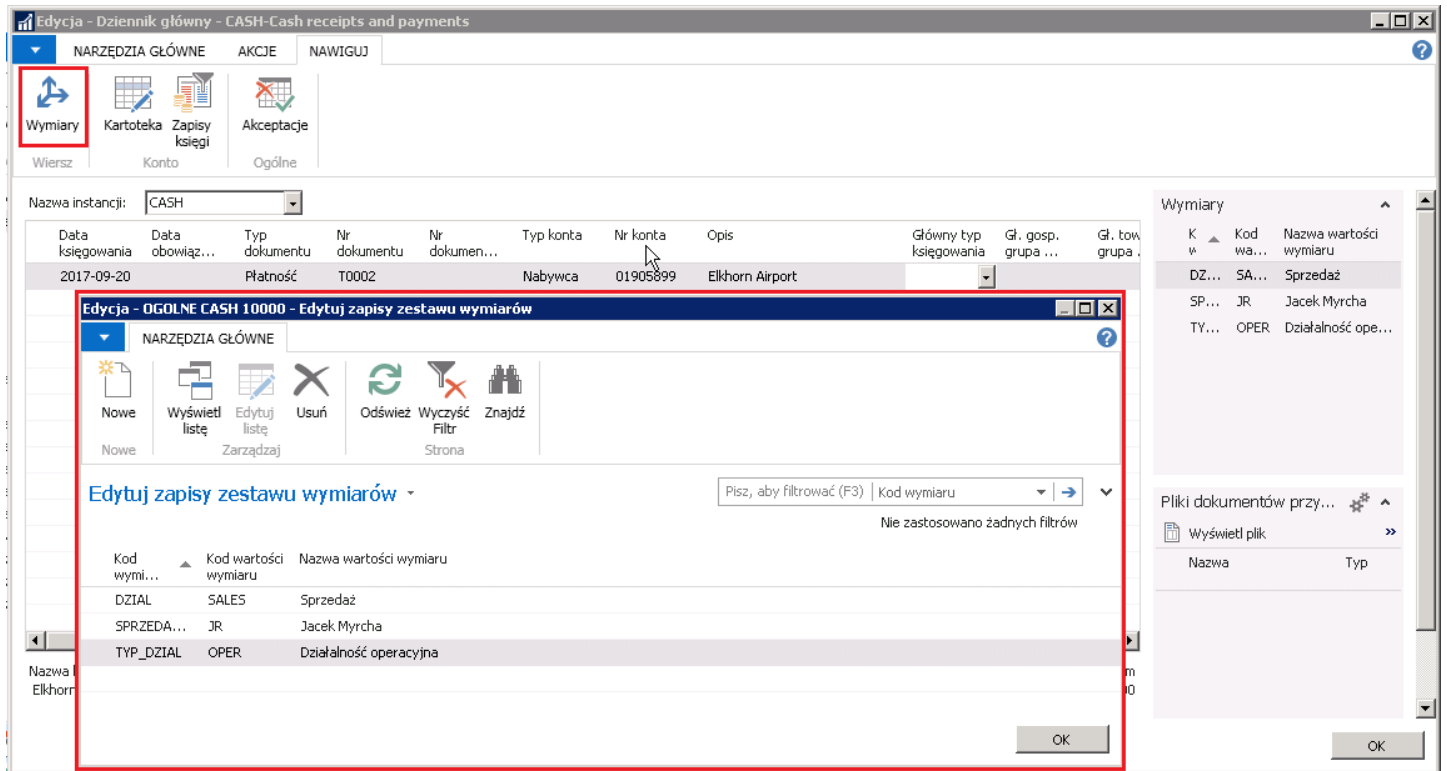 Edycja - Dziennik główny - CASH-Cash receipts and payments
NARZĘDZIA GŁÓWNE AKCJE NAWIGUJ
Wymiary Kartoteka Zapisy księgi Akceptacje
Wiersz Konto Ogólne
Nazwa instancji: CASH
Data księgowania Data obowiąz... Typ dokumentu Nr dokumentu Nr dokumen... Typ konta Nr konta Opis Główny typ księgowania Gł. gosp. grupa ... Gł. tow grupa .
2017-09-20 Płatność T0002 Nabywca 01905899 Elkhorn Airport
Edycja - OGOLNE CASH 10000 - Edytuj zapisy zestawu wymiarów
NARZĘDZIA GŁÓWNE
Nowe Wyświetl listę Edytuj listę Usuń Odśwież Wyczyść Filtr Znajdź
Nowe Zarządzaj Strona
Edytuj zapisy zestawu wymiarów
Pisz, aby filtrować (F3) Kod wymiaru
Nie zastosowano żadnych filtrów
Kod wymi... Kod wartości wymiaru Nazwa wartości wymiaru
DZIAL SALES Sprzedaż
SPRZEDA... JR Jacek Myrcha
TYP_DZIAL OPER Działalność operacyjna
OK
Nazwa
Elkhorn
Wymiary
K Kod wa... Nazwa wartości wymiaru
DZ... SA... Sprzedaż
SP... JR Jacek Myrcha
TY... OPER Działalność ope...
Pliki dokumentów przy...
Wyświetl plik
Nazwa Typ
OK